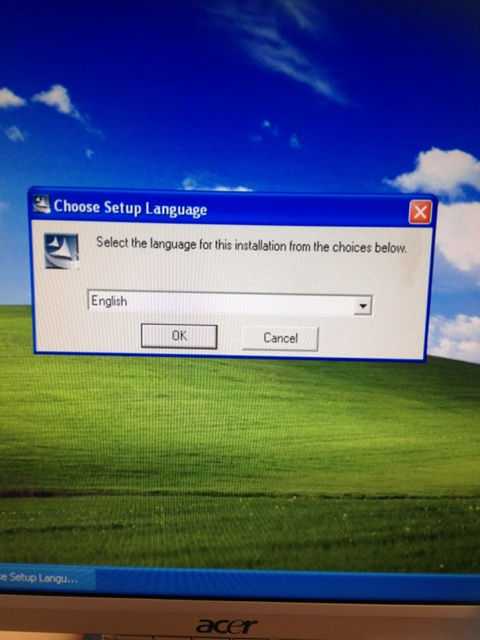 Choose Setup Language
Select the language for this installation from the choices below.
English
OK
Cancel
e Setup Langu...
acer